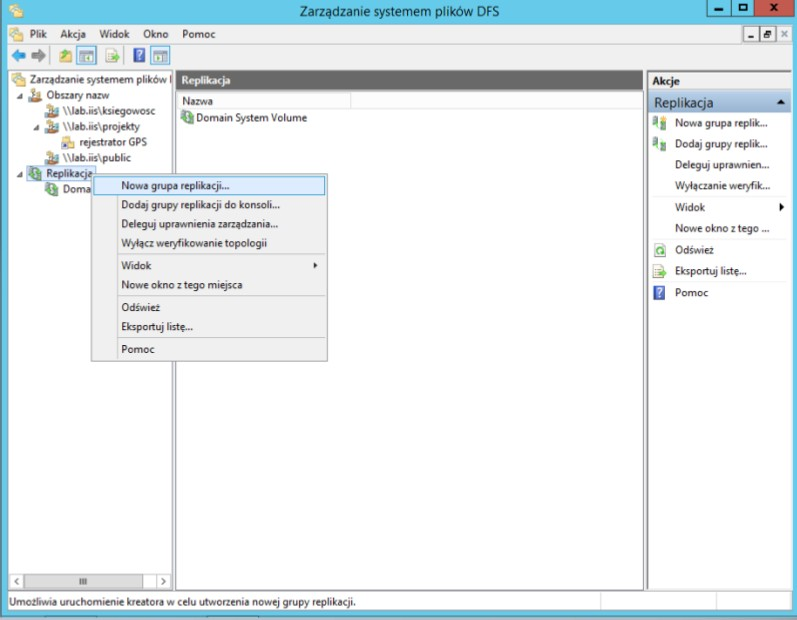 Zarządzanie systemem plików DFS
Plik Akcja Widok Okno Pomoc
Zarządzanie systemem plików
Obszary nazw
\\lab.iis\ksiegowosc
\\lab.iis\projekty
rejestrator GPS
\\lab.iis\public
Replikacja
Doma
Replikacja
Nazwa
Domain System Volume
Nowa grupa replikacji...
Dodaj grupy replikacji do konsoli...
Deleguj uprawnienia zarządzania...
Wyłącz weryfikowanie topologii
Widok
Nowe okno z tego miejsca
Odśwież
Eksportuj listę...
Pomoc
Akcje
Replikacja
Nowa grupa replik...
Dodaj grupy replik...
Deleguj uprawnien...
Wyłączanie weryfik...
Widok
Nowe okno z tego ...
Odśwież
Eksportuj listę...
Pomoc
Umożliwia uruchomienie kreatora w celu utworzenia nowej grupy replikacji.